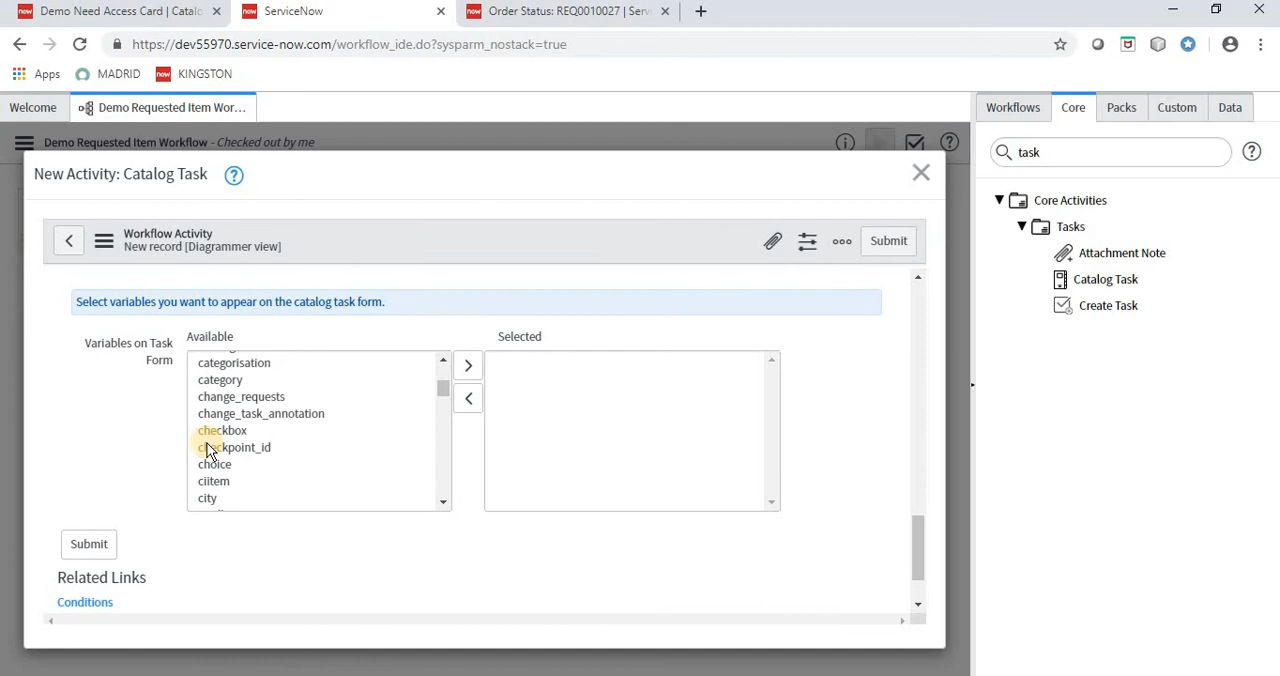 Demo Need Access Card | Catalo
ServiceNow
Order Status: REQ0010027 | Serv
https://dev55970.service-now.com/workflow_ide.do?sysparm_nostack=true
Apps
MADRID
now
KINGSTON
Welcome
Demo Requested Item Wor...
Workflows
Core
Packs
Custom
Data
Demo Requested Item Workflow - Checked out by me
task
New Activity: Catalog Task
Core Activities
Tasks
Attachment Note
Catalog Task
Create Task
Workflow Activity
New record [Diagrammer view]
Submit
Select variables you want to appear on the catalog task form.
Variables on Task
Form
Available
Selected
categorisation
category
change_requests
change_task_annotation
checkbox
checkpoint_id
choice
ciitem
city
Submit
Related Links
Conditions